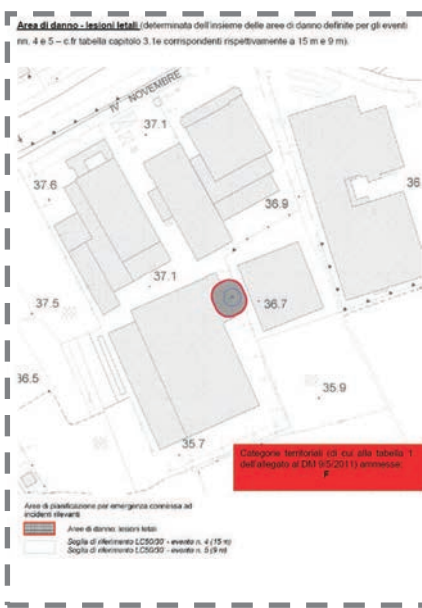 Area di danno - lesioni letali (determinata dell'insieme delle aree di danno definite per gli eventi
nn. 4 e 5 – c.fr tabella capitolo 3.1e corrispondenti rispettivamente a 15 m e 9 m).
IV NOVEMBRE
37.1
37.6
36
36.9
37.1
37.5
36.7
36.5
35.9
35.7
Categorie territoriali (di cui alla tabella 1
dell'allegato al DM 9/5/2011) ammesse:
F
Area di pianificazione per emergenza connessa ad
incidenti rilevanti
Aree di danno: lesioni letali
Soglia di riferimento LC50/30' - evento n. 4 (15 m)
Soglia di riferimento LC50/30' - evento n. 5 (9 m)